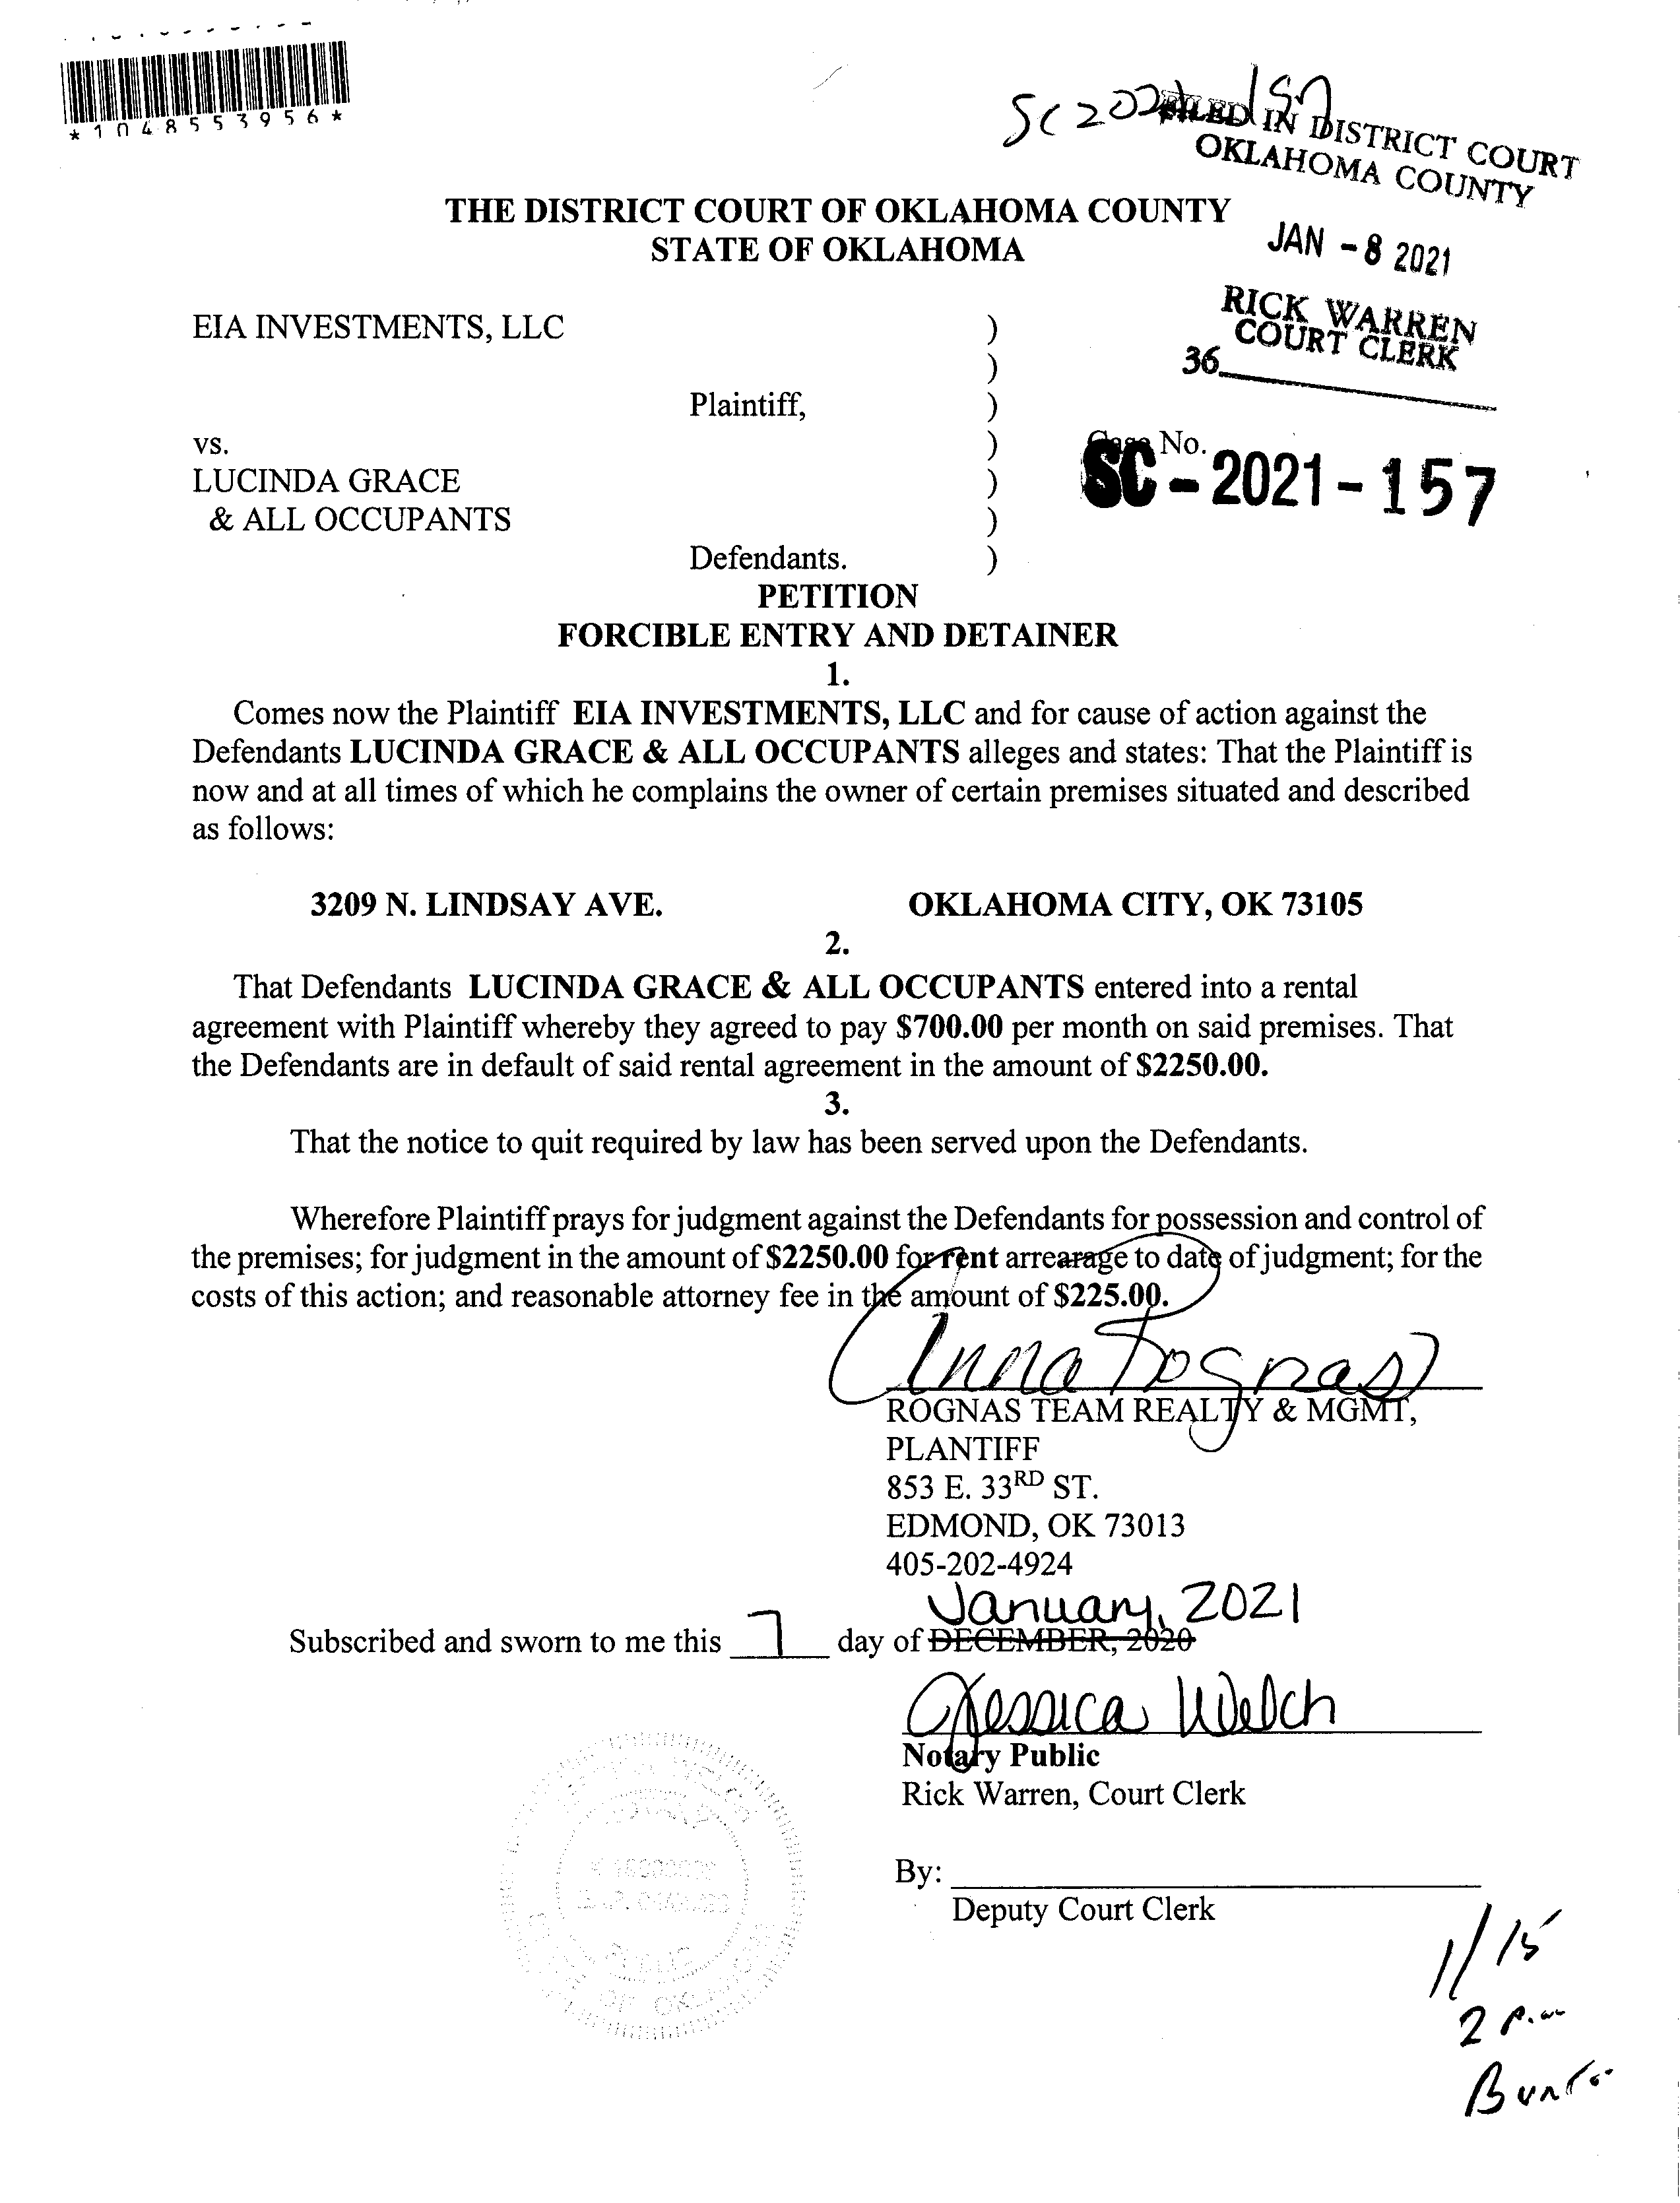 *1048553956*
SC 2021 157
FILED IN DISTRICT COURT
OKLAHOMA COUNTY
JAN -8 2021
RICK WARREN
COURT CLERK
36
THE DISTRICT COURT OF OKLAHOMA COUNTY
STATE OF OKLAHOMA
EIA INVESTMENTS, LLC )
)
Plaintiff, )
vs. ) Case No.
LUCINDA GRACE ) SC-2021-157
& ALL OCCUPANTS )
Defendants. )
PETITION
FORCIBLE ENTRY AND DETAINER
1.
Comes now the Plaintiff EIA INVESTMENTS, LLC and for cause of action against the
Defendants LUCINDA GRACE & ALL OCCUPANTS alleges and states: That the Plaintiff is
now and at all times of which he complains the owner of certain premises situated and described
as follows:
3209 N. LINDSAY AVE. OKLAHOMA CITY, OK 73105
2.
That Defendants LUCINDA GRACE & ALL OCCUPANTS entered into a rental
agreement with Plaintiff whereby they agreed to pay $700.00 per month on said premises. That
the Defendants are in default of said rental agreement in the amount of $2250.00.
3.
That the notice to quit required by law has been served upon the Defendants.
Wherefore Plaintiff prays for judgment against the Defendants for possession and control of
the premises; for judgment in the amount of $2250.00 for rent arrearage to date of judgment; for the
costs of this action; and reasonable attorney fee in the amount of $225.00.
Anna Rognas
ROGNAS TEAM REALTY & MGMT,
PLANTIFF
853 E. 33RD ST.
EDMOND, OK 73013
405-202-4924
January, 2021
Subscribed and sworn to me this 7 day of DECEMBER, 2020
Jessica Welch
Notary Public
Rick Warren, Court Clerk
By:
Deputy Court Clerk
1/15
2 p.m